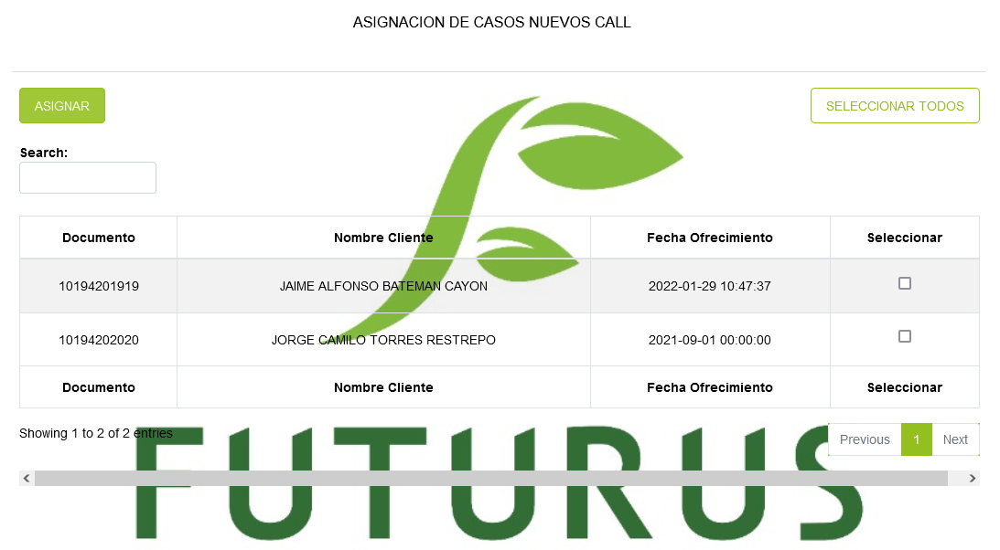 ASIGNACION DE CASOS NUEVOS CALL
ASIGNAR
SELECCIONAR TODOS
Search:
Documento Nombre Cliente Fecha Ofrecimiento Seleccionar
10194201919 JAIME ALFONSO BATEMAN CAYON 2022-01-29 10:47:37
10194202020 JORGE CAMILO TORRES RESTREPO 2021-09-01 00:00:00
Documento Nombre Cliente Fecha Ofrecimiento Seleccionar
Showing 1 to 2 of 2 entries
Previous 1 Next
FUTURUS